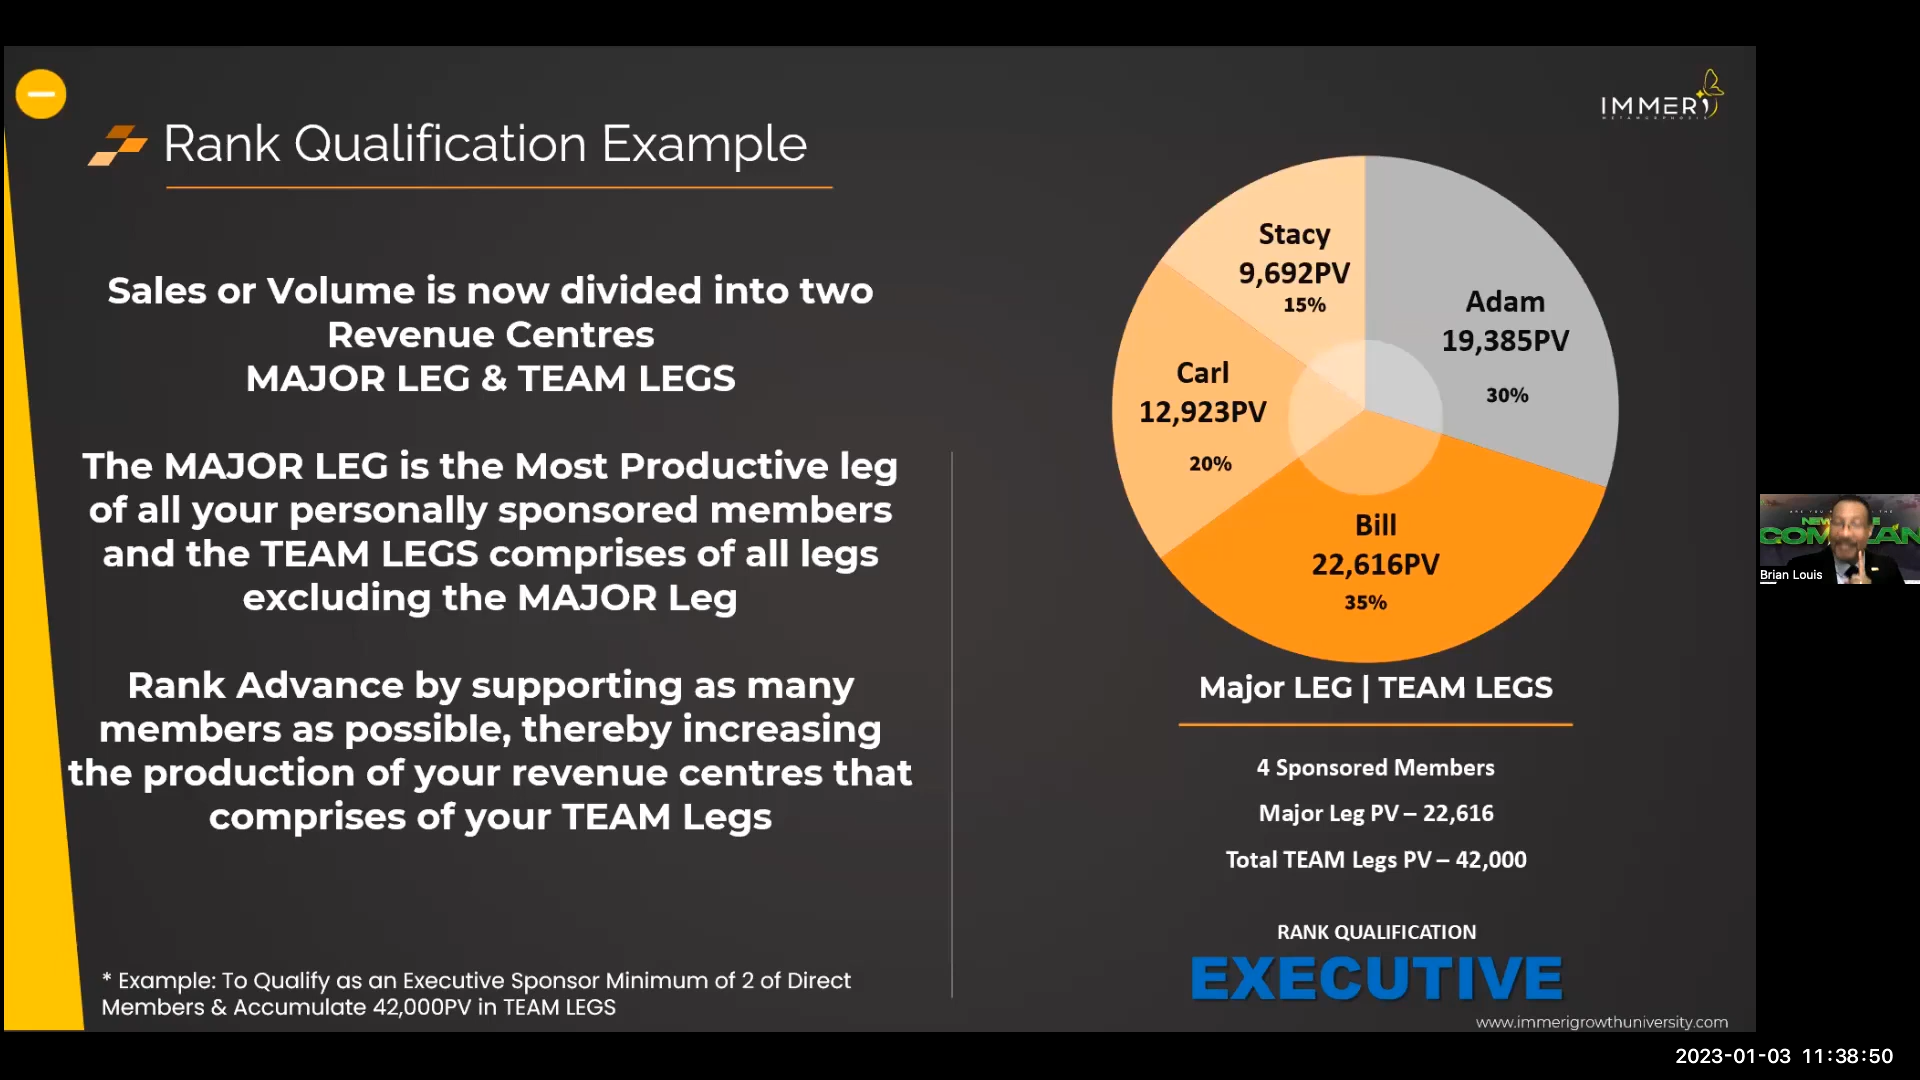 Rank Qualification Example
IMMERI
METAMORPHOSIS
Sales or Volume is now divided into two
Revenue Centres
MAJOR LEG & TEAM LEGS
The MAJOR LEG is the Most Productive leg
of all your personally sponsored members
and the TEAM LEGS comprises of all legs
excluding the MAJOR Leg
Rank Advance by supporting as many
members as possible, thereby increasing
the production of your revenue centres that
comprises of your TEAM Legs
* Example: To Qualify as an Executive Sponsor Minimum of 2 of Direct
Members & Accumulate 42,000PV in TEAM LEGS
Stacy
9,692PV
15%
Adam
19,385PV
30%
Carl
12,923PV
20%
Bill
22,616PV
35%
Major LEG | TEAM LEGS
4 Sponsored Members
Major Leg PV – 22,616
Total TEAM Legs PV – 42,000
RANK QUALIFICATION
EXECUTIVE
www.immerigrowthuniversity.com
Brian Louis
2023-01-03 11:38:50